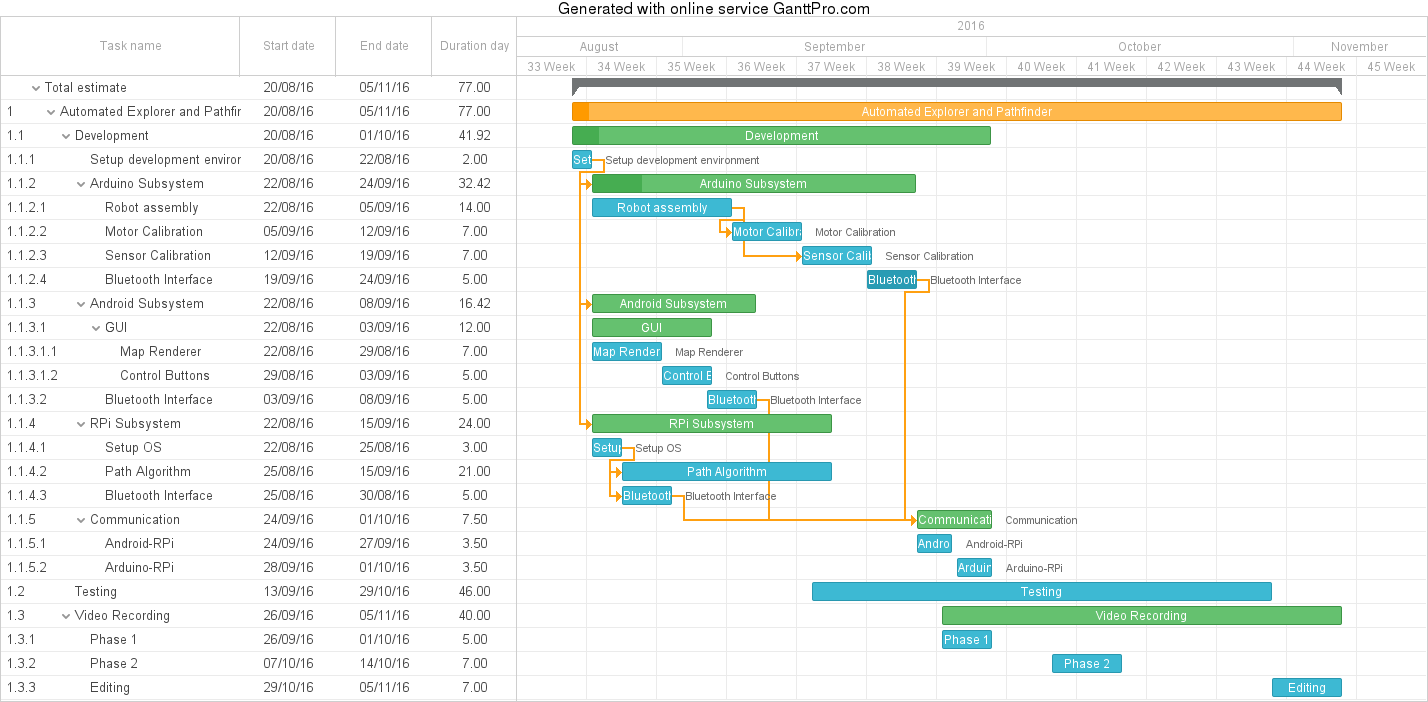 Generated with online service GanttPro.com
Task name Start date End date Duration day
2016
August September October November
33 Week 34 Week 35 Week 36 Week 37 Week 38 Week 39 Week 40 Week 41 Week 42 Week 43 Week 44 Week 45 Week
Total estimate 20/08/16 05/11/16 77.00
1 Automated Explorer and Pathfir 20/08/16 05/11/16 77.00 Automated Explorer and Pathfinder
1.1 Development 20/08/16 01/10/16 41.92 Development
1.1.1 Setup development enviror 20/08/16 22/08/16 2.00 Set Setup development environment
1.1.2 Arduino Subsystem 22/08/16 24/09/16 32.42 Arduino Subsystem
1.1.2.1 Robot assembly 22/08/16 05/09/16 14.00 Robot assembly
1.1.2.2 Motor Calibration 05/09/16 12/09/16 7.00 Motor Calibra Motor Calibration
1.1.2.3 Sensor Calibration 12/09/16 19/09/16 7.00 Sensor Calib Sensor Calibration
1.1.2.4 Bluetooth Interface 19/09/16 24/09/16 5.00 Bluetooth Bluetooth Interface
1.1.3 Android Subsystem 22/08/16 08/09/16 16.42 Android Subsystem
1.1.3.1 GUI 22/08/16 03/09/16 12.00 GUI
1.1.3.1.1 Map Renderer 22/08/16 29/08/16 7.00 Map Render Map Renderer
1.1.3.1.2 Control Buttons 29/08/16 03/09/16 5.00 Control B Control Buttons
1.1.3.2 Bluetooth Interface 03/09/16 08/09/16 5.00 Bluetooth Bluetooth Interface
1.1.4 RPi Subsystem 22/08/16 15/09/16 24.00 RPi Subsystem
1.1.4.1 Setup OS 22/08/16 25/08/16 3.00 Setup Setup OS
1.1.4.2 Path Algorithm 25/08/16 15/09/16 21.00 Path Algorithm
1.1.4.3 Bluetooth Interface 25/08/16 30/08/16 5.00 Bluetooth Bluetooth Interface
1.1.5 Communication 24/09/16 01/10/16 7.50 Communicati Communication
1.1.5.1 Android-RPi 24/09/16 27/09/16 3.50 Andro Android-RPi
1.1.5.2 Arduino-RPi 28/09/16 01/10/16 3.50 Arduin Arduino-RPi
1.2 Testing 13/09/16 29/10/16 46.00 Testing
1.3 Video Recording 26/09/16 05/11/16 40.00 Video Recording
1.3.1 Phase 1 26/09/16 01/10/16 5.00 Phase 1
1.3.2 Phase 2 07/10/16 14/10/16 7.00 Phase 2
1.3.3 Editing 29/10/16 05/11/16 7.00 Editing